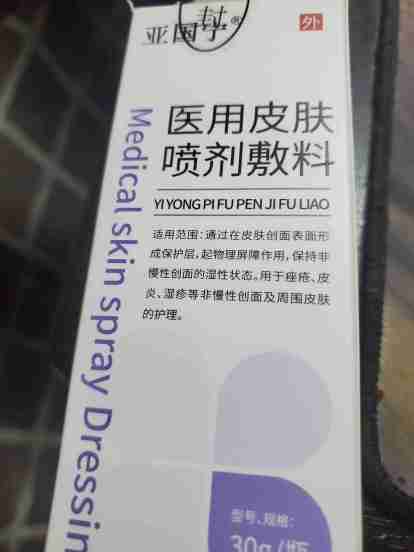 亚国宁®
封
外
医用皮肤
喷剂敷料
YI YONG PI FU PEN JI FU LIAO
适用范围:通过在皮肤创面表面形
成保护层,起物理屏障作用,保持非
慢性创面的湿性状态。用于痤疮、皮
炎、湿疹等非慢性创面及周围皮肤
的护理。
Medical skin spray Dressin
型号、规格:
30g/瓶